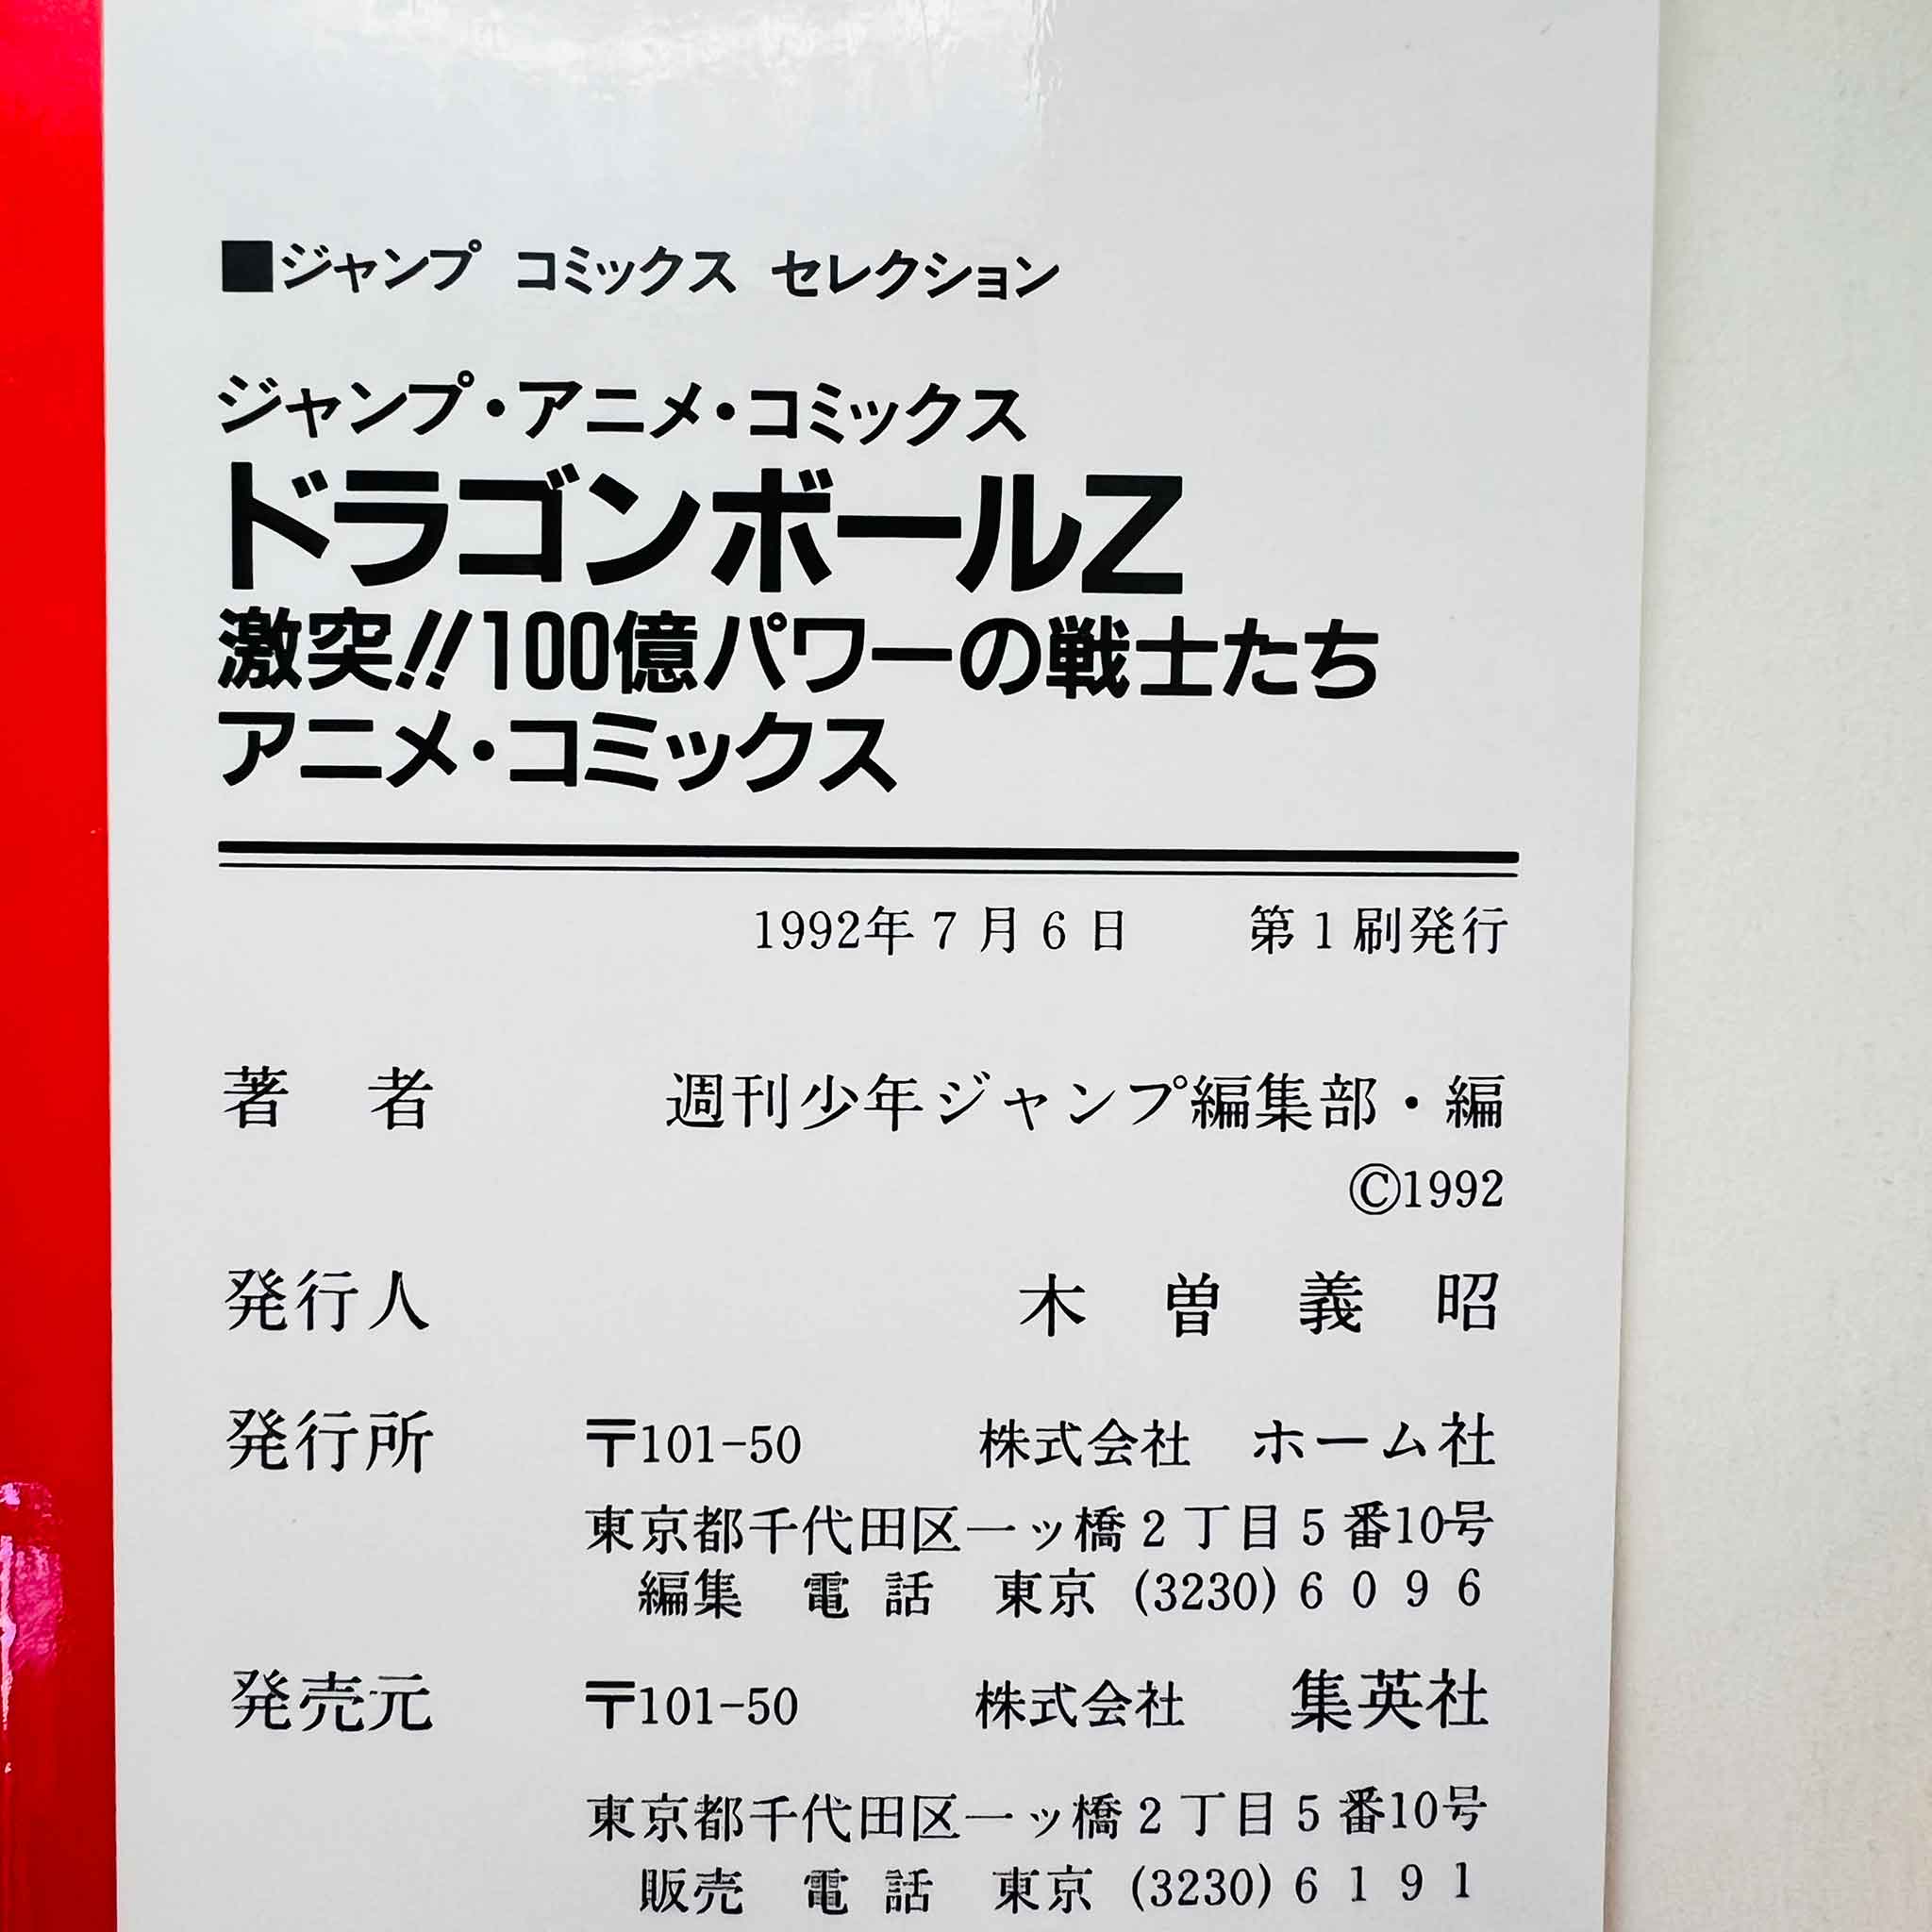 ■ジャンプ コミックス セレクション
ジャンプ・アニメ・コミックス
ドラゴンボールZ
激突!!100億パワーの戦士たち
アニメ・コミックス
1992年7月6日 第1刷発行
著者 週刊少年ジャンプ編集部・編
©1992
発行人 木曽義昭
発行所 〒101-50 株式会社 ホーム社
東京都千代田区一ッ橋2丁目5番10号
編集 電話 東京 (3230)6096
発売元 〒101-50 株式会社 集英社
東京都千代田区一ッ橋2丁目5番10号
販売 電話 東京 (3230)6191